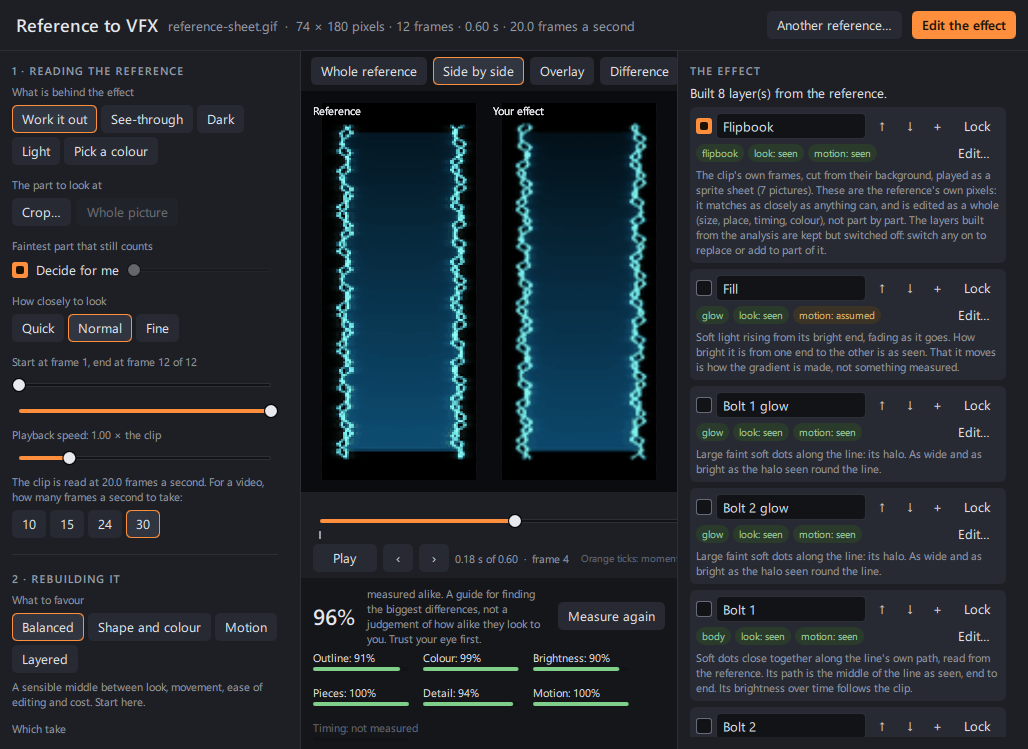 Reference to VFX reference-sheet.gif · 74 × 180 pixels · 12 frames · 0.60 s · 20.0 frames a second
Another reference... Edit the effect
1 · READING THE REFERENCE
What is behind the effect
Work it out See-through Dark
Light Pick a colour
The part to look at
Crop... Whole picture
Faintest part that still counts
Decide for me
How closely to look
Quick Normal Fine
Start at frame 1, end at frame 12 of 12
Playback speed: 1.00 × the clip
The clip is read at 20.0 frames a second. For a video,
how many frames a second to take:
10 15 24 30
2 · REBUILDING IT
What to favour
Balanced Shape and colour Motion
Layered
A sensible middle between look, movement, ease of
editing and cost. Start here.
Which take
Whole reference Side by side Overlay Difference
Reference Your effect
Play ‹ › 0.18 s of 0.60 · frame 4 Orange ticks: momen
96%
measured alike. A guide for finding
the biggest differences, not a
judgement of how alike they look to
you. Trust your eye first.
Measure again
Outline: 91% Colour: 99% Brightness: 90%
Pieces: 100% Detail: 94% Motion: 100%
Timing: not measured
THE EFFECT
Built 8 layer(s) from the reference.
Flipbook ↑ ↓ + Lock
flipbook look: seen motion: seen Edit...
The clip's own frames, cut from their background, played as a
sprite sheet (7 pictures). These are the reference's own pixels:
it matches as closely as anything can, and is edited as a whole
(size, place, timing, colour), not part by part. The layers built
from the analysis are kept but switched off: switch any on to
replace or add to part of it.
Fill ↑ ↓ + Lock
glow look: seen motion: assumed Edit...
Soft light rising from its bright end, fading as it goes. How
bright it is from one end to the other is as seen. That it moves
is how the gradient is made, not something measured.
Bolt 1 glow ↑ ↓ + Lock
glow look: seen motion: seen Edit...
Large faint soft dots along the line: its halo. As wide and as
bright as the halo seen round the line.
Bolt 2 glow ↑ ↓ + Lock
glow look: seen motion: seen Edit...
Large faint soft dots along the line: its halo. As wide and as
bright as the halo seen round the line.
Bolt 1 ↑ ↓ + Lock
body look: seen motion: seen Edit...
Soft dots close together along the line's own path, read from
the reference. Its path is the middle of the line as seen, end to
end. Its brightness over time follows the clip.
Bolt 2 ↑ ↓ + Lock